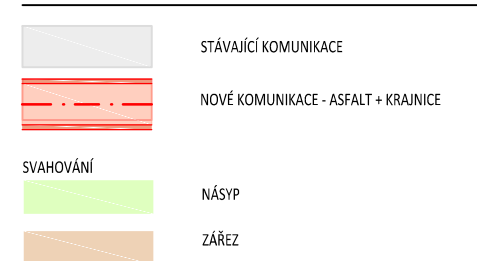 STÁVAJÍCÍ KOMUNIKACE
NOVÉ KOMUNIKACE - ASFALT + KRAJNICE
SVAHOVÁNÍ
NÁSYP
ZÁŘEZ